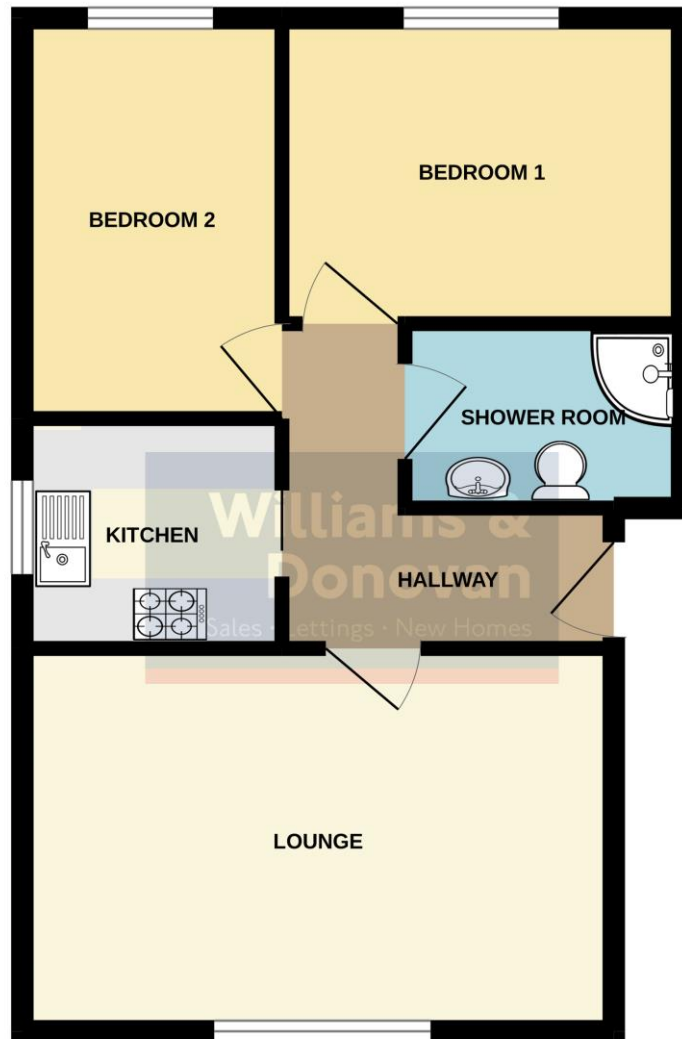 BEDROOM 1
BEDROOM 2
SHOWER ROOM
KITCHEN
Williams &
Donovan
HALLWAY
Sales · Lettings · New Homes
LOUNGE